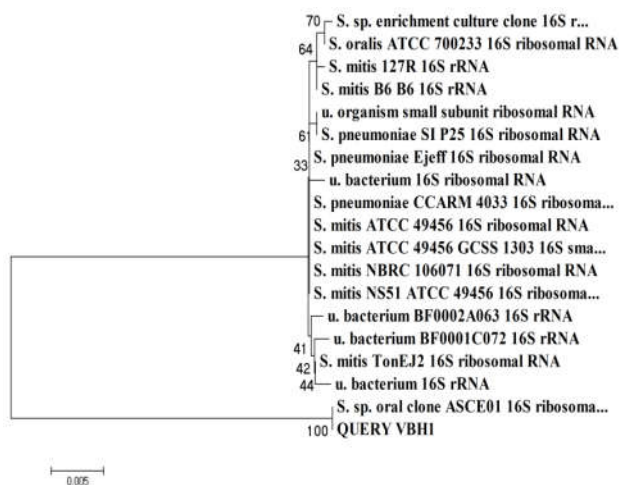 70 S. sp. enrichment culture clone 16S r...
64 S. oralis ATCC 700233 16S ribosomal RNA
S. mitis 127R 16S rRNA
S. mitis B6 B6 16S rRNA
u. organism small subunit ribosomal RNA
61 S. pneumoniae SI P25 16S ribosomal RNA
S. pneumoniae Ejeff 16S ribosomal RNA
33 u. bacterium 16S ribosomal RNA
S. pneumoniae CCARM 4033 16S ribosoma...
S. mitis ATCC 49456 16S ribosomal RNA
S. mitis ATCC 49456 GCSS 1303 16S sma...
S. mitis NBRC 106071 16S ribosomal RNA
S. mitis NS51 ATCC 49456 16S ribosoma...
u. bacterium BF0002A063 16S rRNA
41 u. bacterium BF0001C072 16S rRNA
42 S. mitis TonEJ2 16S ribosomal RNA
44 u. bacterium 16S rRNA
S. sp. oral clone ASCE01 16S ribosoma...
100 QUERY VBH1
0.005